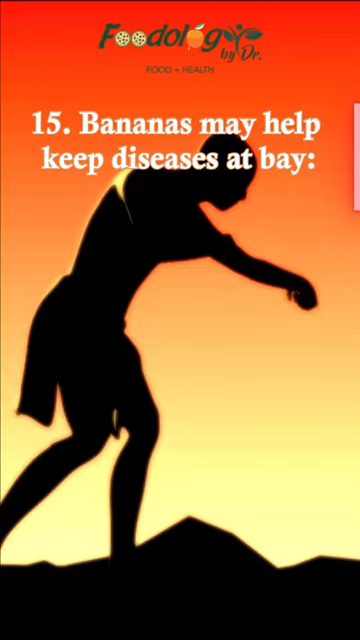 Foodology
by Dr.
FOOD = HEALTH
15. Bananas may help
keep diseases at bay: